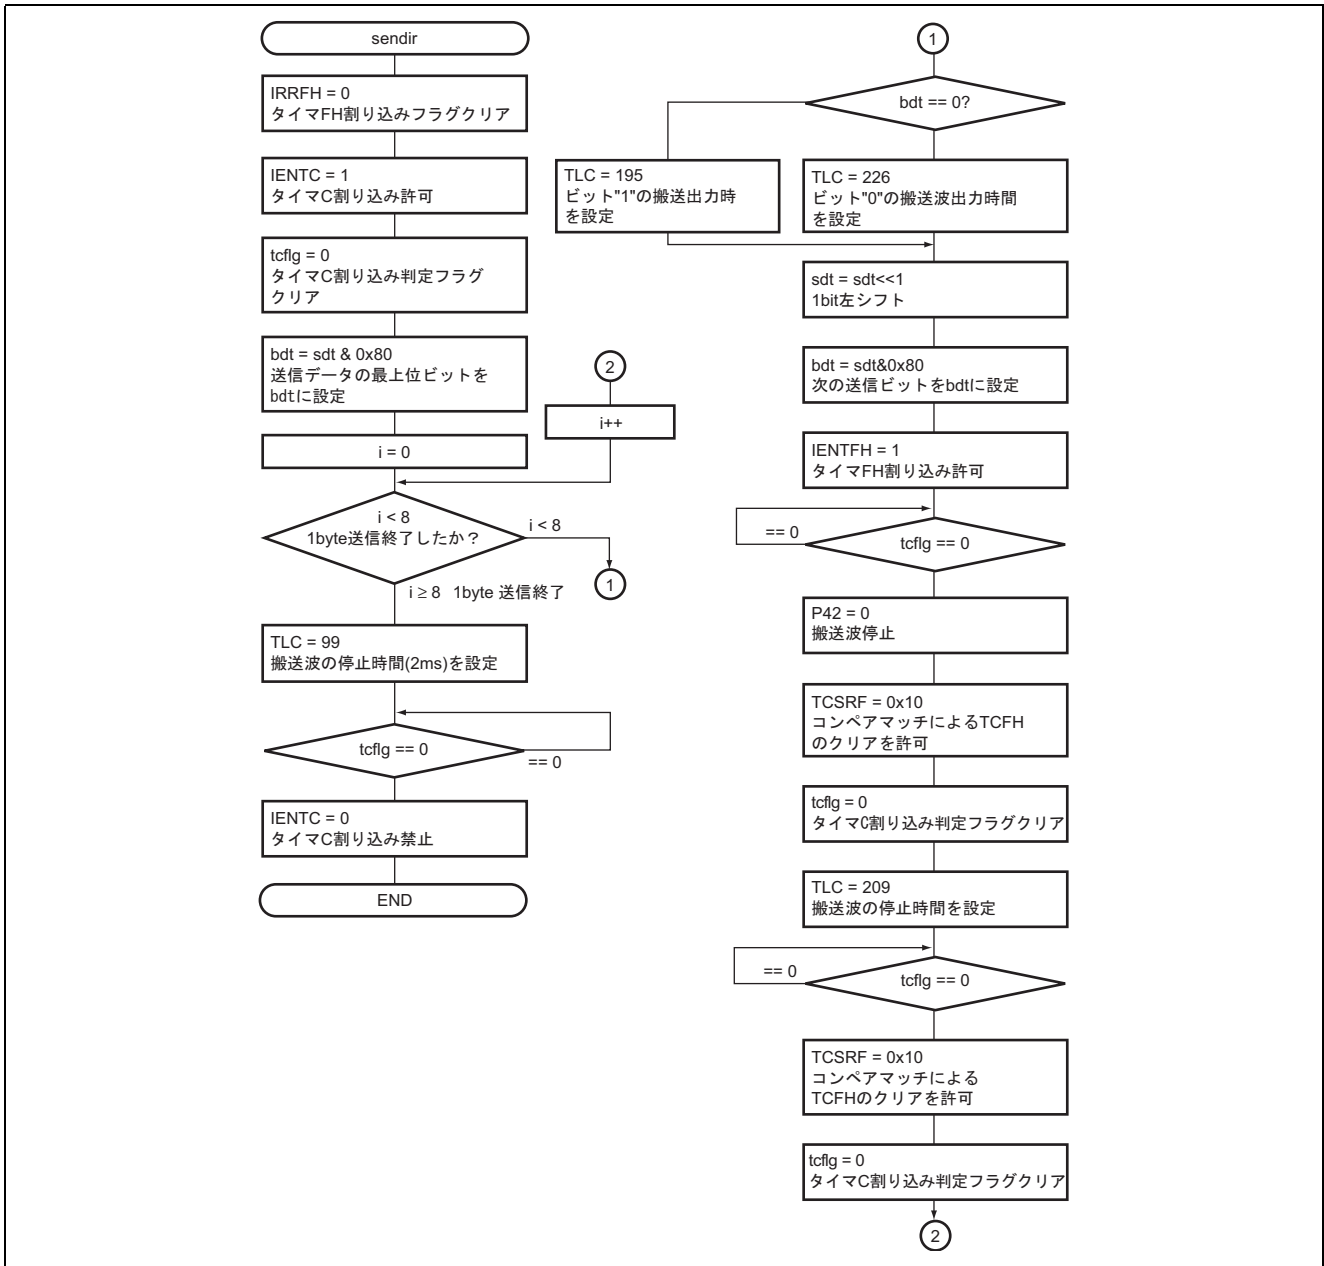 sendir
IRRFH = 0
タイマFH割り込みフラグクリア
IENTC = 1
タイマC割り込み許可
tcflg = 0
タイマC割り込み判定フラグ
クリア
bdt = sdt & 0x80
送信データの最上位ビットを
bdtに設定
i = 0
2
i++
i < 8
1byte送信終了したか？
i < 8
1
i ≥ 8 1byte 送信終了
TLC = 99
搬送波の停止時間(2ms)を設定
tcflg == 0
== 0
IENTC = 0
タイマC割り込み禁止
END
1
bdt == 0?
TLC = 195
ビット"1"の搬送出力時
を設定
TLC = 226
ビット"0"の搬送波出力時間
を設定
sdt = sdt<<1
1bit左シフト
bdt = sdt&0x80
次の送信ビットをbdtに設定
IENTFH = 1
タイマFH割り込み許可
== 0
tcflg == 0
P42 = 0
搬送波停止
TCSRF = 0x10
コンペアマッチによるTCFH
のクリアを許可
tcflg = 0
タイマC割り込み判定フラグクリア
TLC = 209
搬送波の停止時間を設定
== 0
tcflg == 0
TCSRF = 0x10
コンペアマッチによる
TCFHのクリアを許可
tcflg = 0
タイマC割り込み判定フラグクリア
2